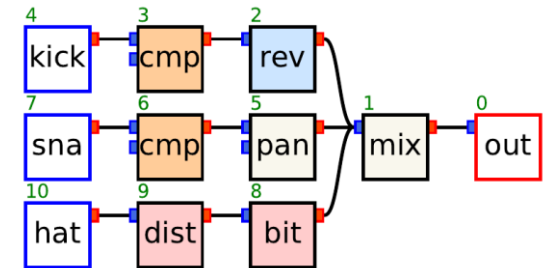 4 3 2
kick cmp rev
7 6 5 1 0
sna cmp pan mix out
10 9 8
hat dist bit